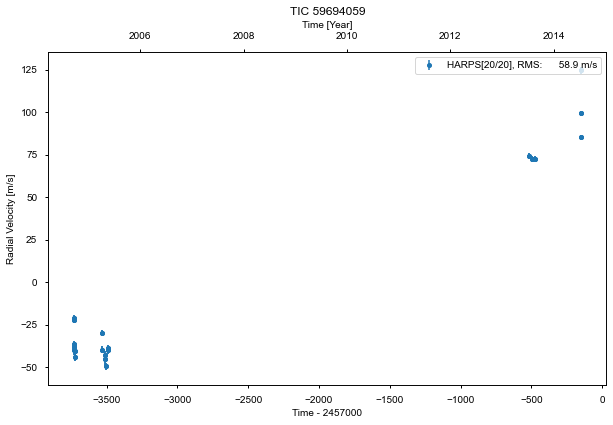 TIC 59694059
Time [Year]
2006 2008 2010 2012 2014
HARPS[20/20], RMS: 58.9 m/s
125
100
75
50
25
0
−25
−50
Radial Velocity [m/s]
−3500 −3000 −2500 −2000 −1500 −1000 −500 0
Time - 2457000